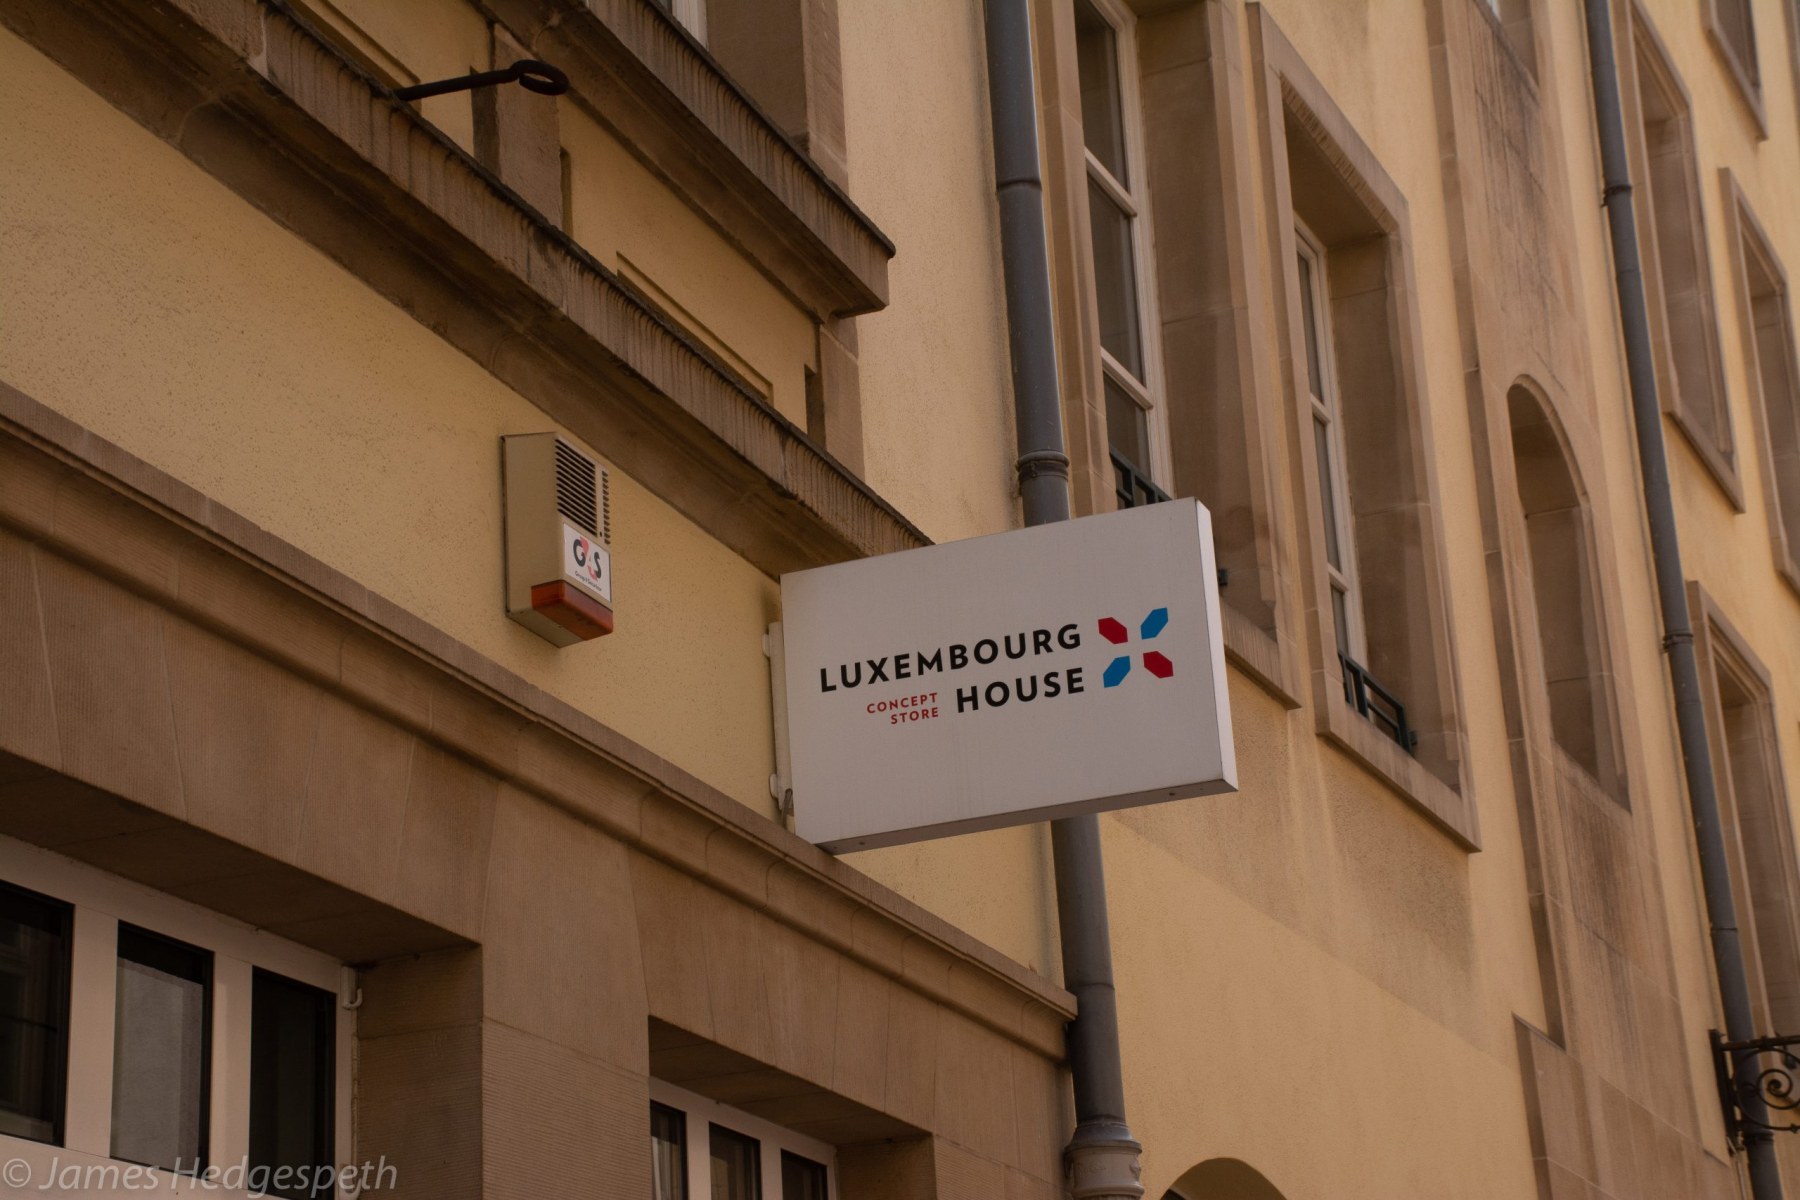 G4S
LUXEMBOURG
CONCEPT
STORE
HOUSE
© James Hedgespeth